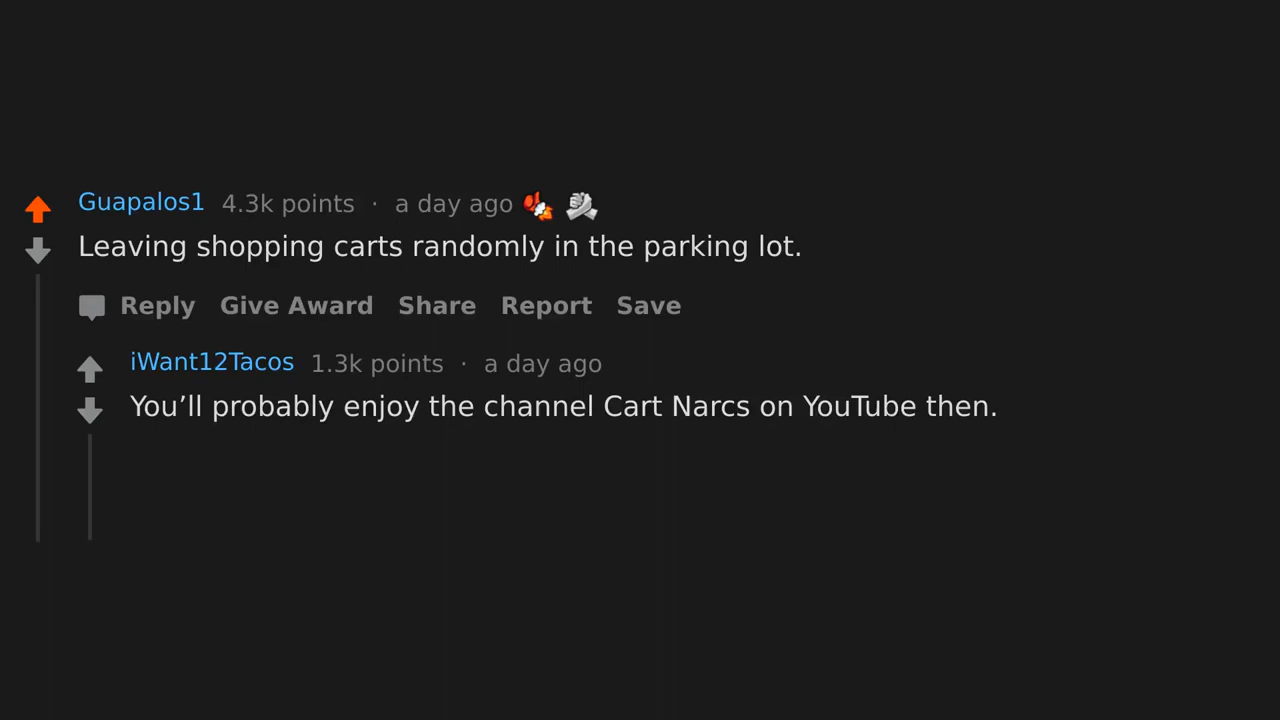 Guapalos1 4.3k points · a day ago
Leaving shopping carts randomly in the parking lot.
Reply Give Award Share Report Save
iWant12Tacos 1.3k points · a day ago
You’ll probably enjoy the channel Cart Narcs on YouTube then.